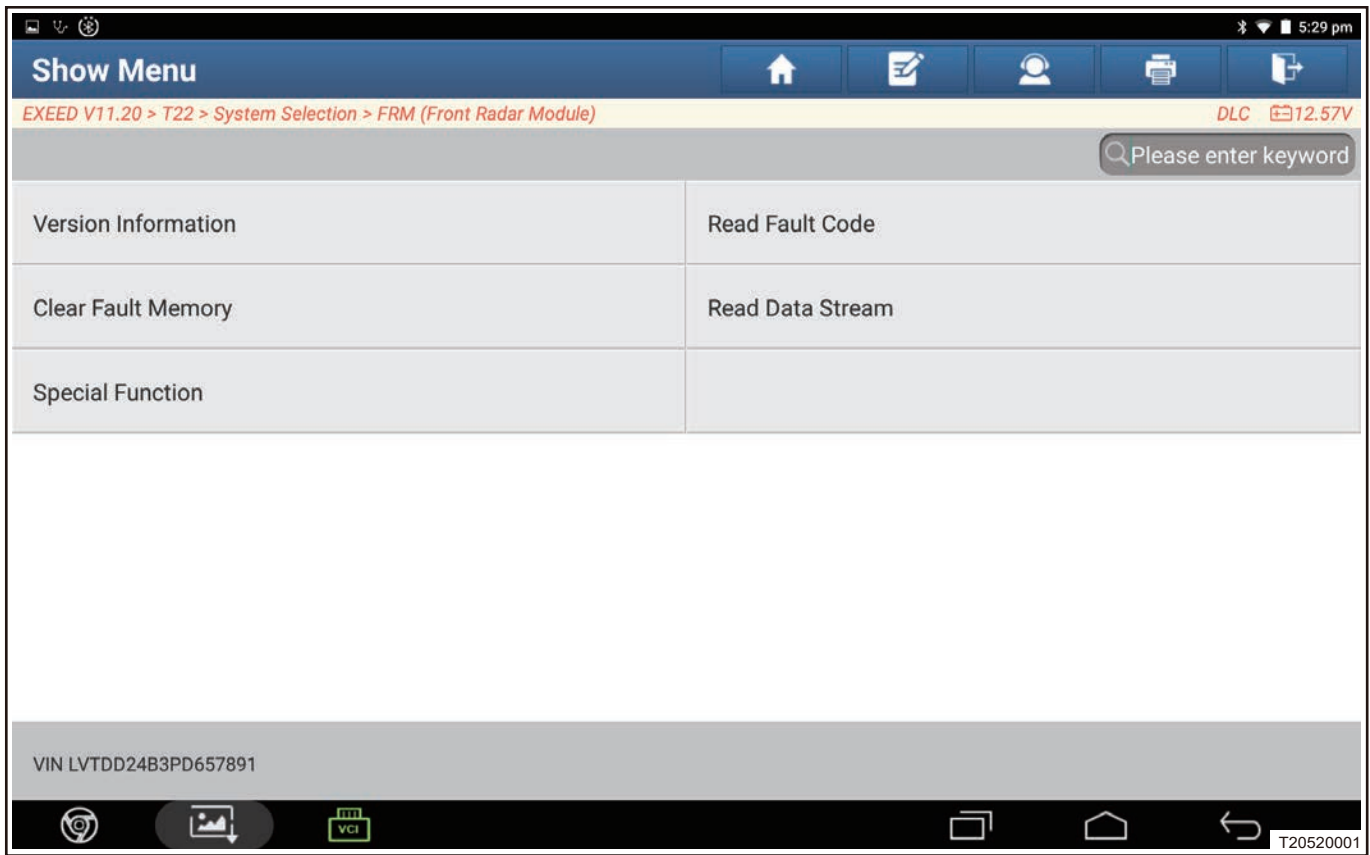 5:29 pm
Show Menu
EXEED V11.20 > T22 > System Selection > FRM (Front Radar Module)
DLC 12.57V
Please enter keyword
Version Information
Read Fault Code
Clear Fault Memory
Read Data Stream
Special Function
VIN LVTDD24B3PD657891
VCI
T20520001